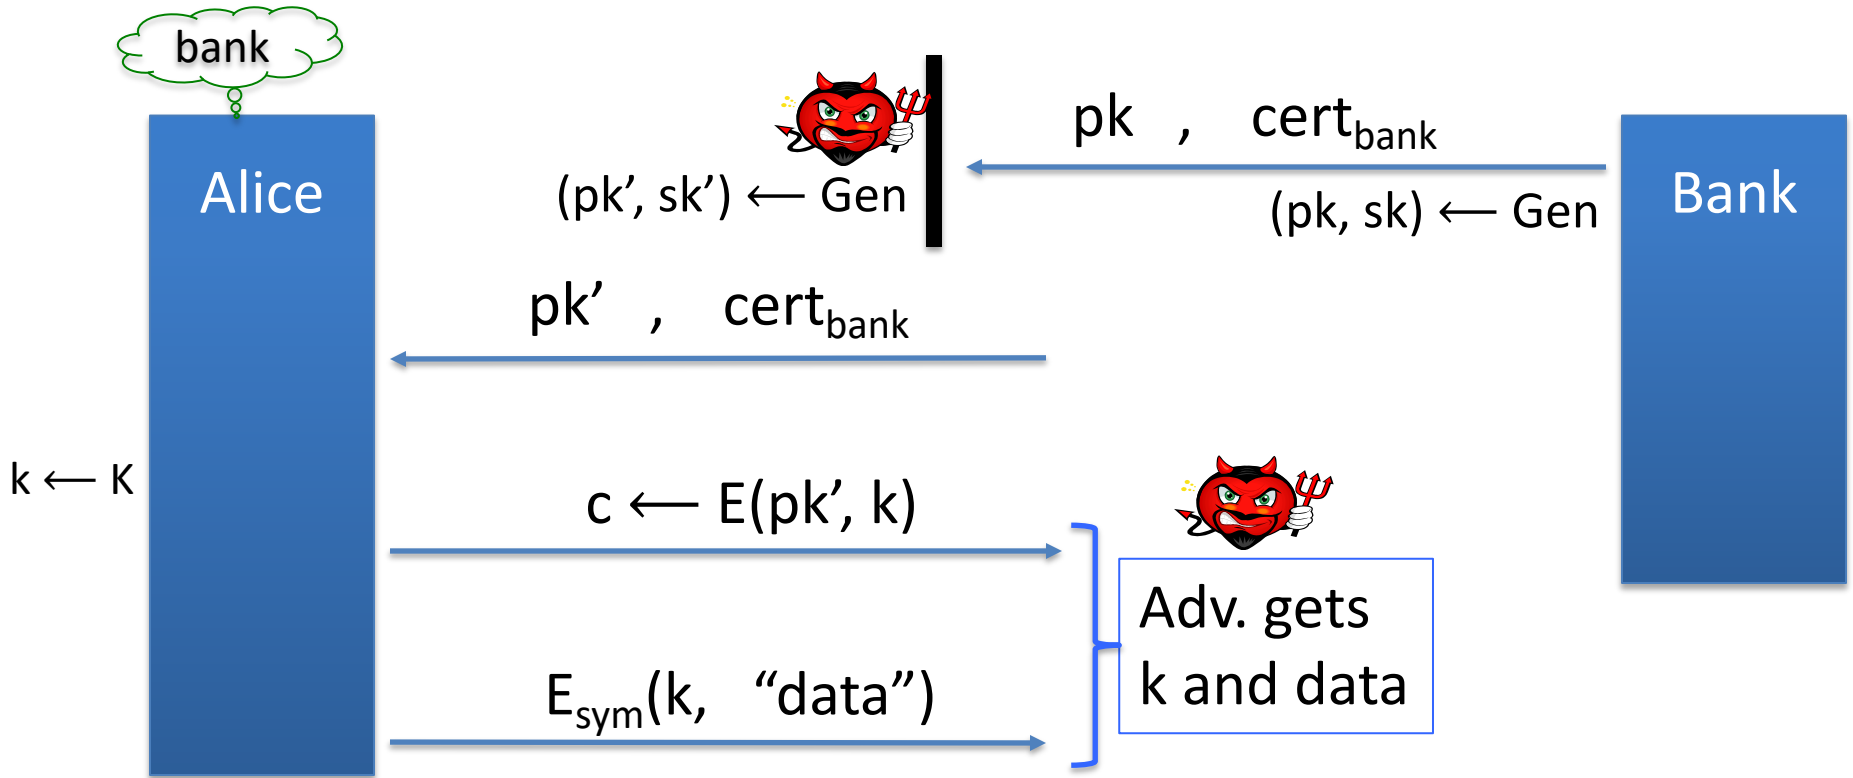 bank
Alice
Bank
pk , cert_bank
(pk’, sk’) ⟵ Gen
(pk, sk) ⟵ Gen
pk’ , cert_bank
k ⟵ K
c ⟵ E(pk’, k)
Adv. gets
k and data
E_sym(k, “data”)